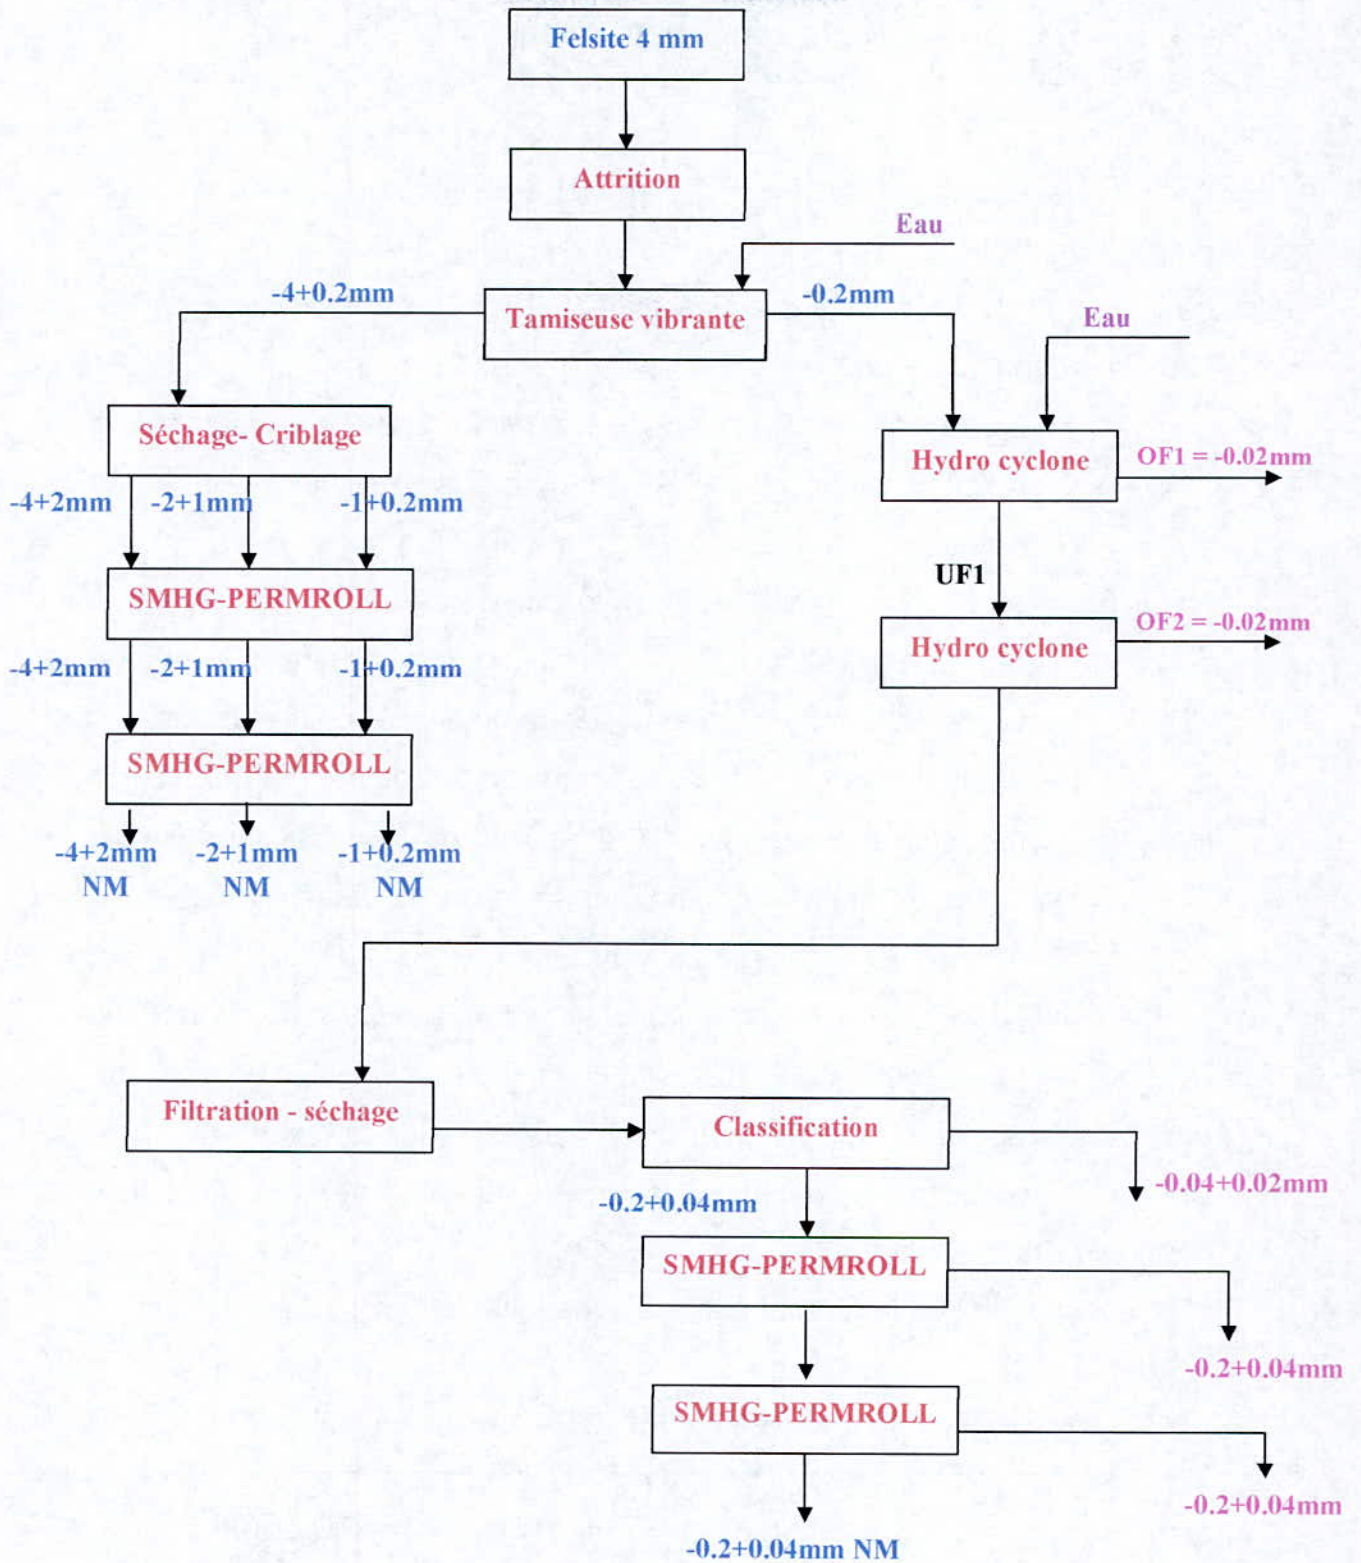 Felsite 4 mm
Attrition
Eau
-4+0.2mm
Tamiseuse vibrante
-0.2mm
Eau
Séchage- Criblage
Hydro cyclone
OF1 = -0.02mm
-4+2mm -2+1mm -1+0.2mm
SMHG-PERMROLL
UF1
-4+2mm -2+1mm -1+0.2mm
Hydro cyclone
OF2 = -0.02mm
SMHG-PERMROLL
-4+2mm -2+1mm -1+0.2mm
NM NM NM
Filtration - séchage
Classification
-0.04+0.02mm
-0.2+0.04mm
SMHG-PERMROLL
-0.2+0.04mm
SMHG-PERMROLL
-0.2+0.04mm
-0.2+0.04mm NM